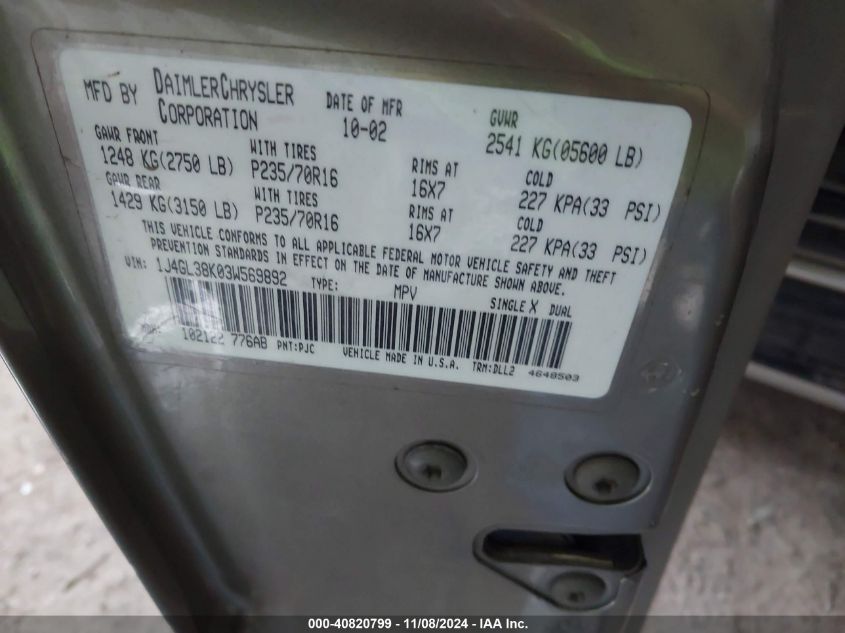 MFD BY DAIMLERCHRYSLER CORPORATION DATE OF MFR 10-02 GVWR 2541 KG(05600 LB)
GAWR FRONT WITH TIRES RIMS AT COLD
1248 KG(2750 LB) P235/70R16 16X7 227 KPA(33 PSI)
GAWR REAR WITH TIRES RIMS AT COLD
1429 KG(3150 LB) P235/70R16 16X7 227 KPA(33 PSI)
THIS VEHICLE CONFORMS TO ALL APPLICABLE FEDERAL MOTOR VEHICLE SAFETY AND THEFT
PREVENTION STANDARDS IN EFFECT ON THE DATE OF MANUFACTURE SHOWN ABOVE.
VIN: 1J4GL38K03W569892 TYPE: MPV SINGLE X DUAL
MDH: 102122 776AB PNT:PJC VEHICLE MADE IN U.S.A. TRM:DLL2 4648503
000-40820799 - 11/08/2024 - IAA Inc.